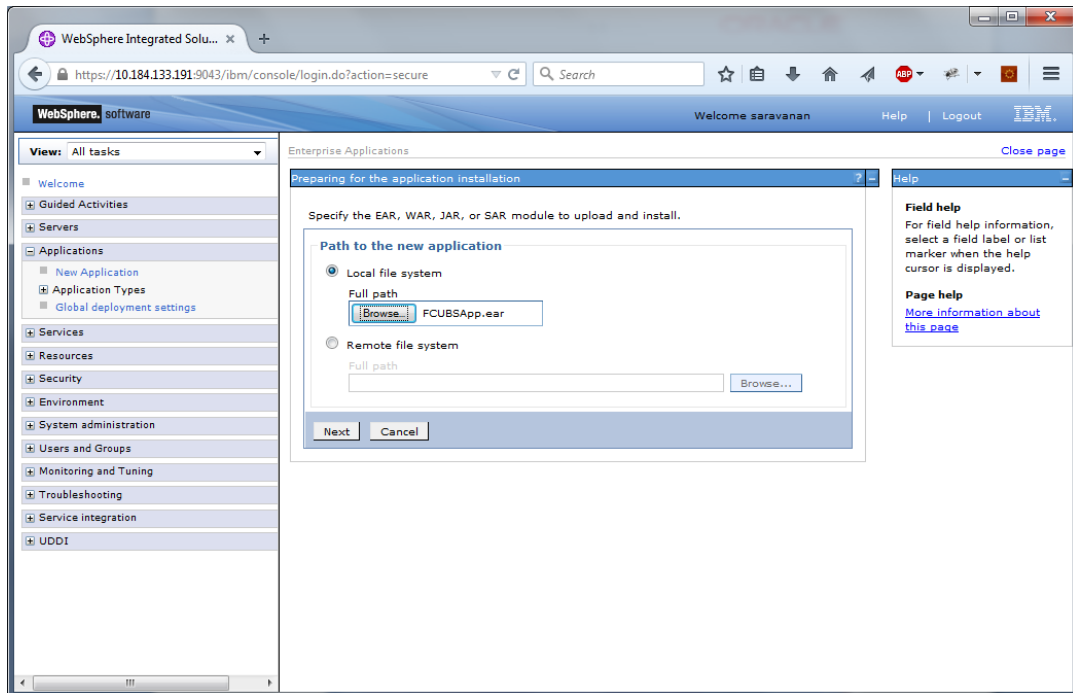 WebSphere Integrated Solu...
https://10.184.133.191:9043/ibm/console/login.do?action=secure
Search
ABP
WebSphere. software
Welcome saravanan
Help | Logout
IBM.
View: All tasks
Welcome
Guided Activities
Servers
Applications
New Application
Application Types
Global deployment settings
Services
Resources
Security
Environment
System administration
Users and Groups
Monitoring and Tuning
Troubleshooting
Service integration
UDDI
Enterprise Applications
Close page
Preparing for the application installation
?
Specify the EAR, WAR, JAR, or SAR module to upload and install.
Path to the new application
Local file system
Full path
Browse... FCUBSApp.ear
Remote file system
Full path
Browse...
Next Cancel
Help
Field help
For field help information,
select a field label or list
marker when the help
cursor is displayed.
Page help
More information about
this page